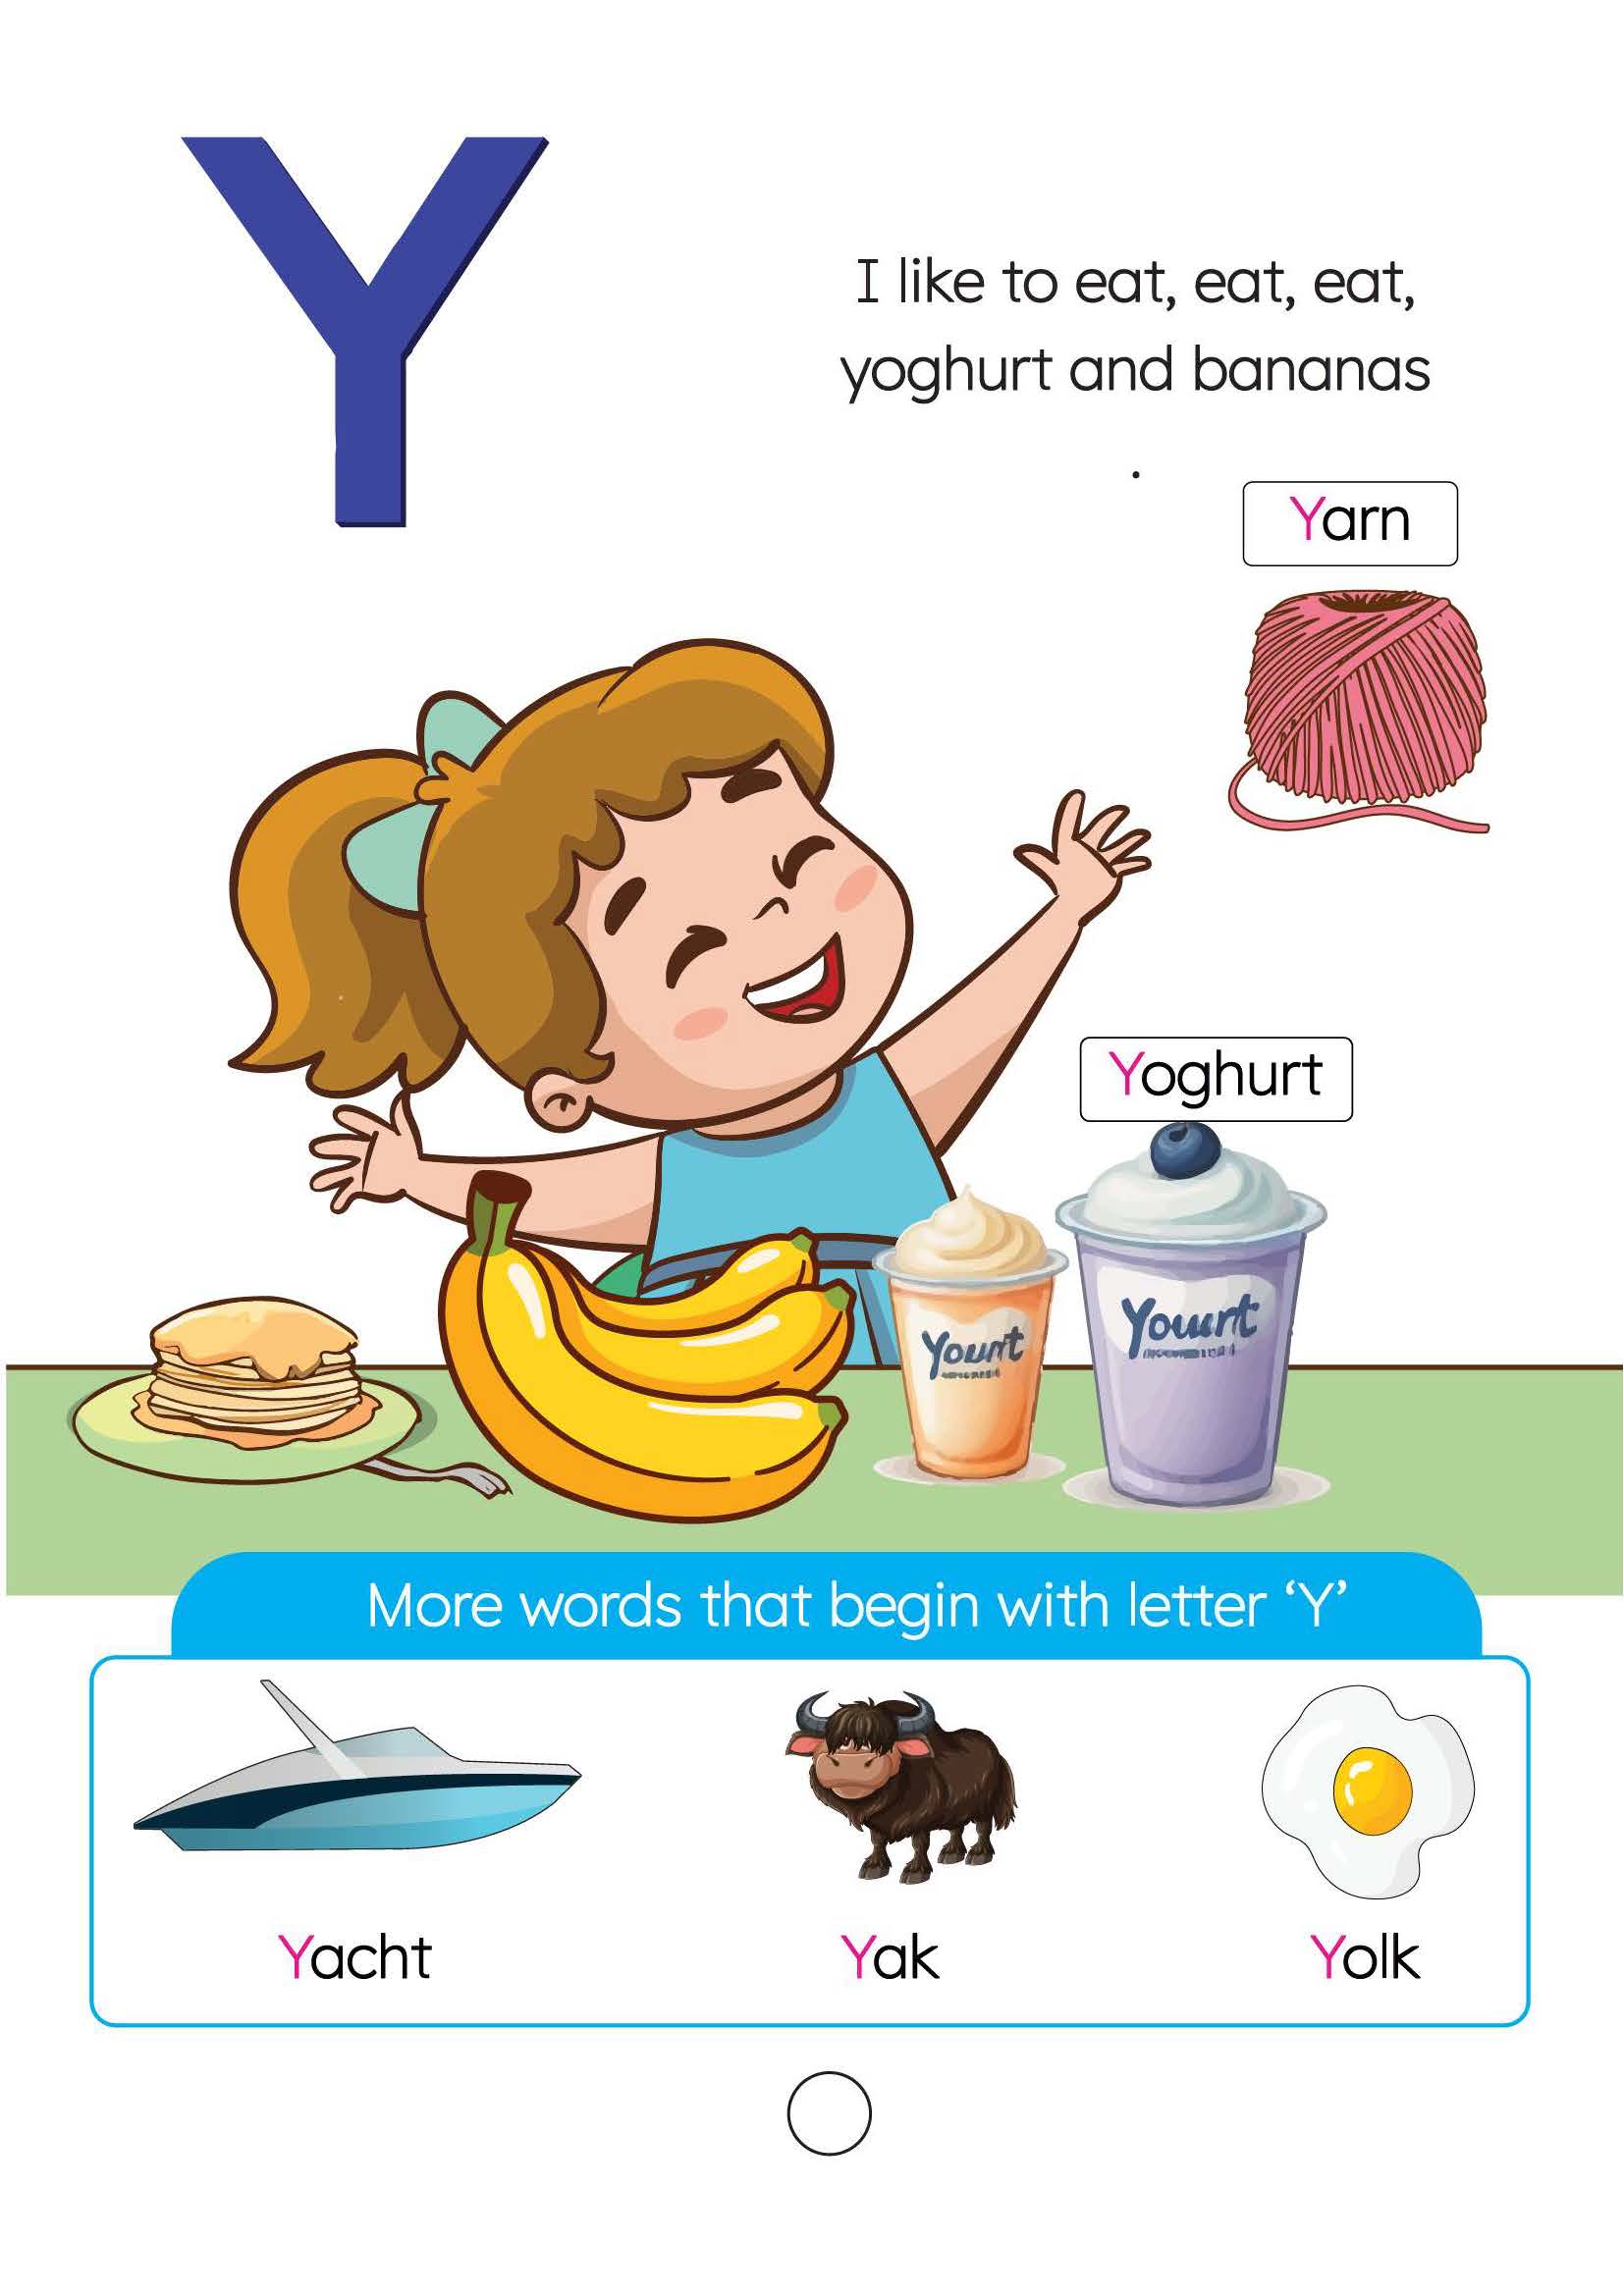 Y
I like to eat, eat, eat,
yoghurt and bananas
.
Yarn
Yoghurt
Yourt
Yourt
More words that begin with letter ‘Y’
Yacht
Yak
Yolk